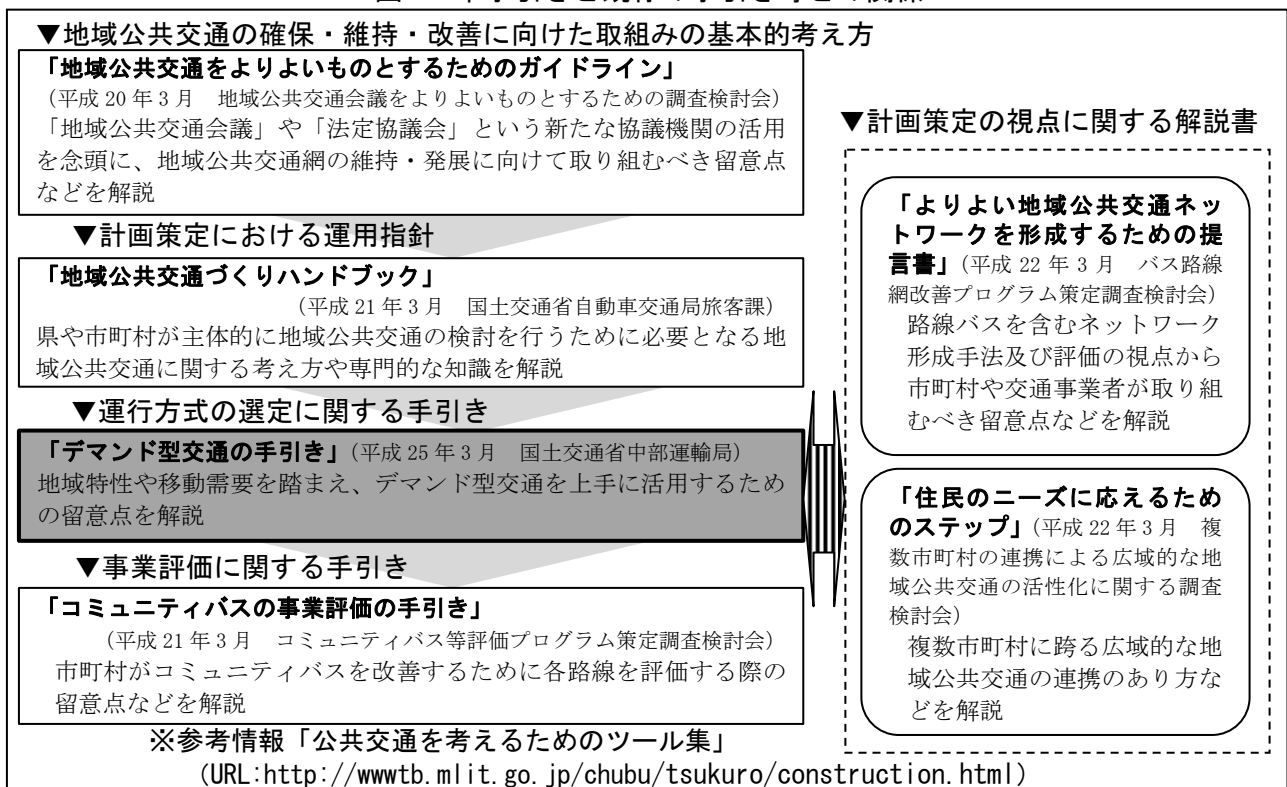 ▼地域公共交通の確保・維持・改善に向けた取組みの基本的考え方
「地域公共交通をよりよいものとするためのガイドライン」
（平成 20 年 3 月　地域公共交通会議をよりよいものとするための調査検討会）
「地域公共交通会議」や「法定協議会」という新たな協議機関の活用
を念頭に、地域公共交通網の維持・発展に向けて取り組むべき留意点
などを解説
▼計画策定における運用指針
「地域公共交通づくりハンドブック」
（平成 21 年 3 月　国土交通省自動車交通局旅客課）
県や市町村が主体的に地域公共交通の検討を行うために必要となる地
域公共交通に関する考え方や専門的な知識を解説
▼運行方式の選定に関する手引き
「デマンド型交通の手引き」（平成 25 年 3 月　国土交通省中部運輸局）
地域特性や移動需要を踏まえ、デマンド型交通を上手に活用するため
の留意点を解説
▼事業評価に関する手引き
「コミュニティバスの事業評価の手引き」
（平成 21 年 3 月　コミュニティバス等評価プログラム策定調査検討会）
市町村がコミュニティバスを改善するために各路線を評価する際の
留意点などを解説
▼計画策定の視点に関する解説書
「よりよい地域公共交通ネッ
トワークを形成するための提
言書」（平成 22 年 3 月　バス路線
網改善プログラム策定調査検討会）
路線バスを含むネットワーク
形成手法及び評価の視点から
市町村や交通事業者が取り組
むべき留意点などを解説
「住民のニーズに応えるため
のステップ」（平成 22 年 3 月　複
数市町村の連携による広域的な地
域公共交通の活性化に関する調査
検討会）
複数市町村に跨る広域的な地
域公共交通の連携のあり方な
どを解説
※参考情報「公共交通を考えるためのツール集」
（URL:http://wwwtb.mlit.go.jp/chubu/tsukuro/construction.html）